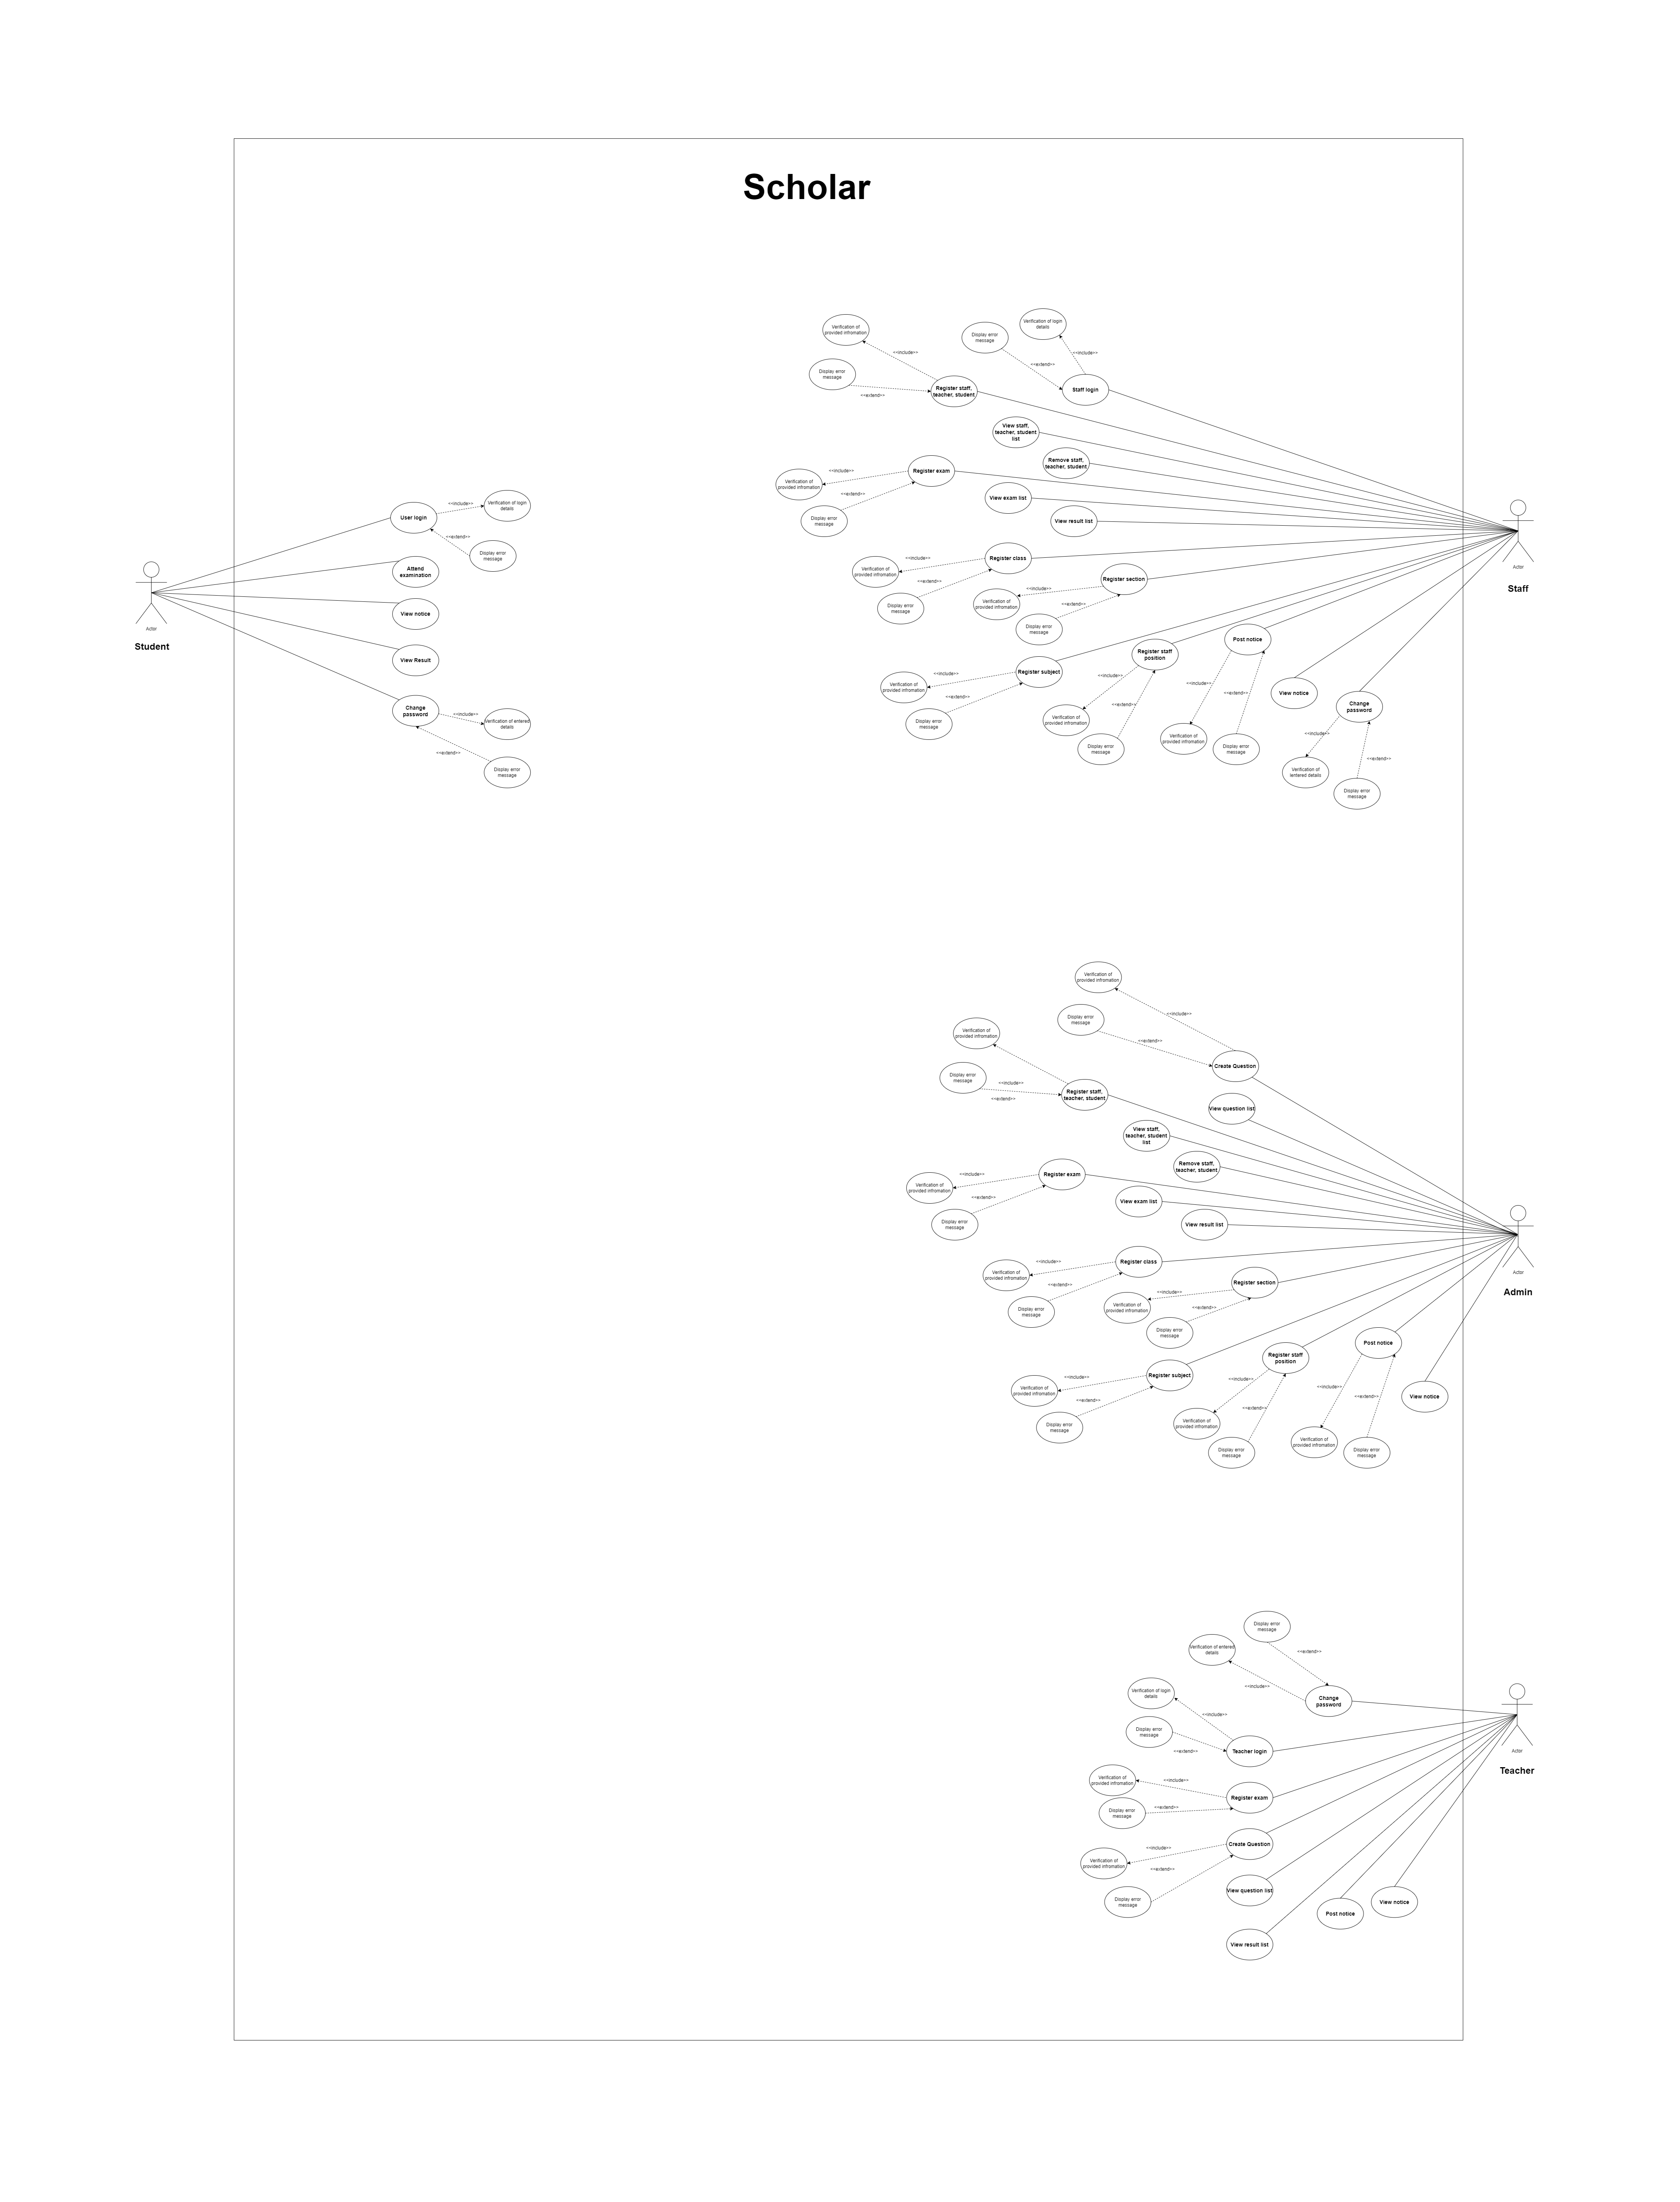 Scholar
User login
<<include>>
Verification of login
details
<<extend>>
Display error
message
Attend
examination
View notice
View Result
Change
password
<<include>>
Verification of entered
details
<<extend>>
Display error
message
Actor
Student
Verification of
provided infromation
<<include>>
Display error
message
<<extend>>
Register staff,
teacher, student
Display error
message
Verification of login
details
<<include>>
<<extend>>
Staff login
View staff,
teacher, student
list
Remove staff,
teacher, student
Register exam
<<include>>
Verification of
provided infromation
<<extend>>
Display error
message
View exam list
View result list
Register class
<<include>>
Verification of
provided infromation
<<extend>>
Display error
message
Register section
<<include>>
Verification of
provided infromation
<<extend>>
Display error
message
Register subject
<<include>>
Verification of
provided infromation
<<extend>>
Display error
message
Register staff
position
<<include>>
Verification of
provided infromation
<<extend>>
Display error
message
Post notice
<<include>>
Verification of
provided infromation
<<extend>>
Display error
message
View notice
Change
password
<<include>>
Verification of
lentered details
<<extend>>
Display error
message
Actor
Staff
Verification of
provided infromation
<<include>>
Display error
message
<<extend>>
Create Question
Verification of
provided infromation
Display error
message
<<include>>
<<extend>>
Register staff,
teacher, student
View question list
View staff,
teacher, student
list
Remove staff,
teacher, student
Register exam
<<include>>
Verification of
provided infromation
<<extend>>
Display error
message
View exam list
View result list
Register class
<<include>>
Verification of
provided infromation
<<extend>>
Display error
message
Register section
<<include>>
Verification of
provided infromation
<<extend>>
Display error
message
Register subject
<<include>>
Verification of
provided infromation
<<extend>>
Display error
message
Register staff
position
<<include>>
Verification of
provided infromation
<<extend>>
Display error
message
Post notice
<<include>>
Verification of
provided infromation
<<extend>>
Display error
message
View notice
Actor
Admin
Display error
message
<<extend>>
Verification of entered
details
<<include>>
Change
password
Verification of login
details
<<include>>
Display error
message
<<extend>>
Teacher login
Verification of
provided infromation
<<include>>
Display error
message
<<extend>>
Register exam
Create Question
<<include>>
Verification of
provided infromation
<<extend>>
Display error
message
View question list
View result list
Post notice
View notice
Actor
Teacher